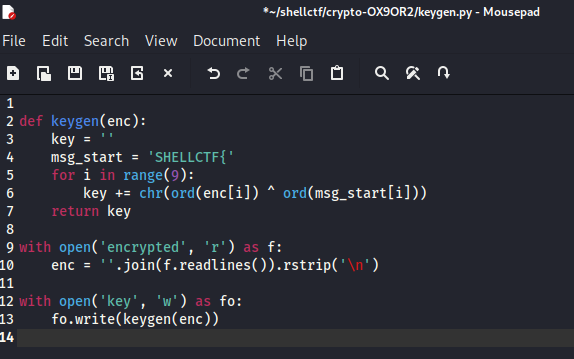 *~/shellctf/crypto-OX9OR2/keygen.py - Mousepad
File Edit Search View Document Help
1
2 def keygen(enc):
3     key = ''
4     msg_start = 'SHELLCTF{'
5     for i in range(9):
6         key += chr(ord(enc[i]) ^ ord(msg_start[i]))
7     return key
8
9 with open('encrypted', 'r') as f:
10     enc = ''.join(f.readlines()).rstrip('\n')
11
12 with open('key', 'w') as fo:
13     fo.write(keygen(enc))
14